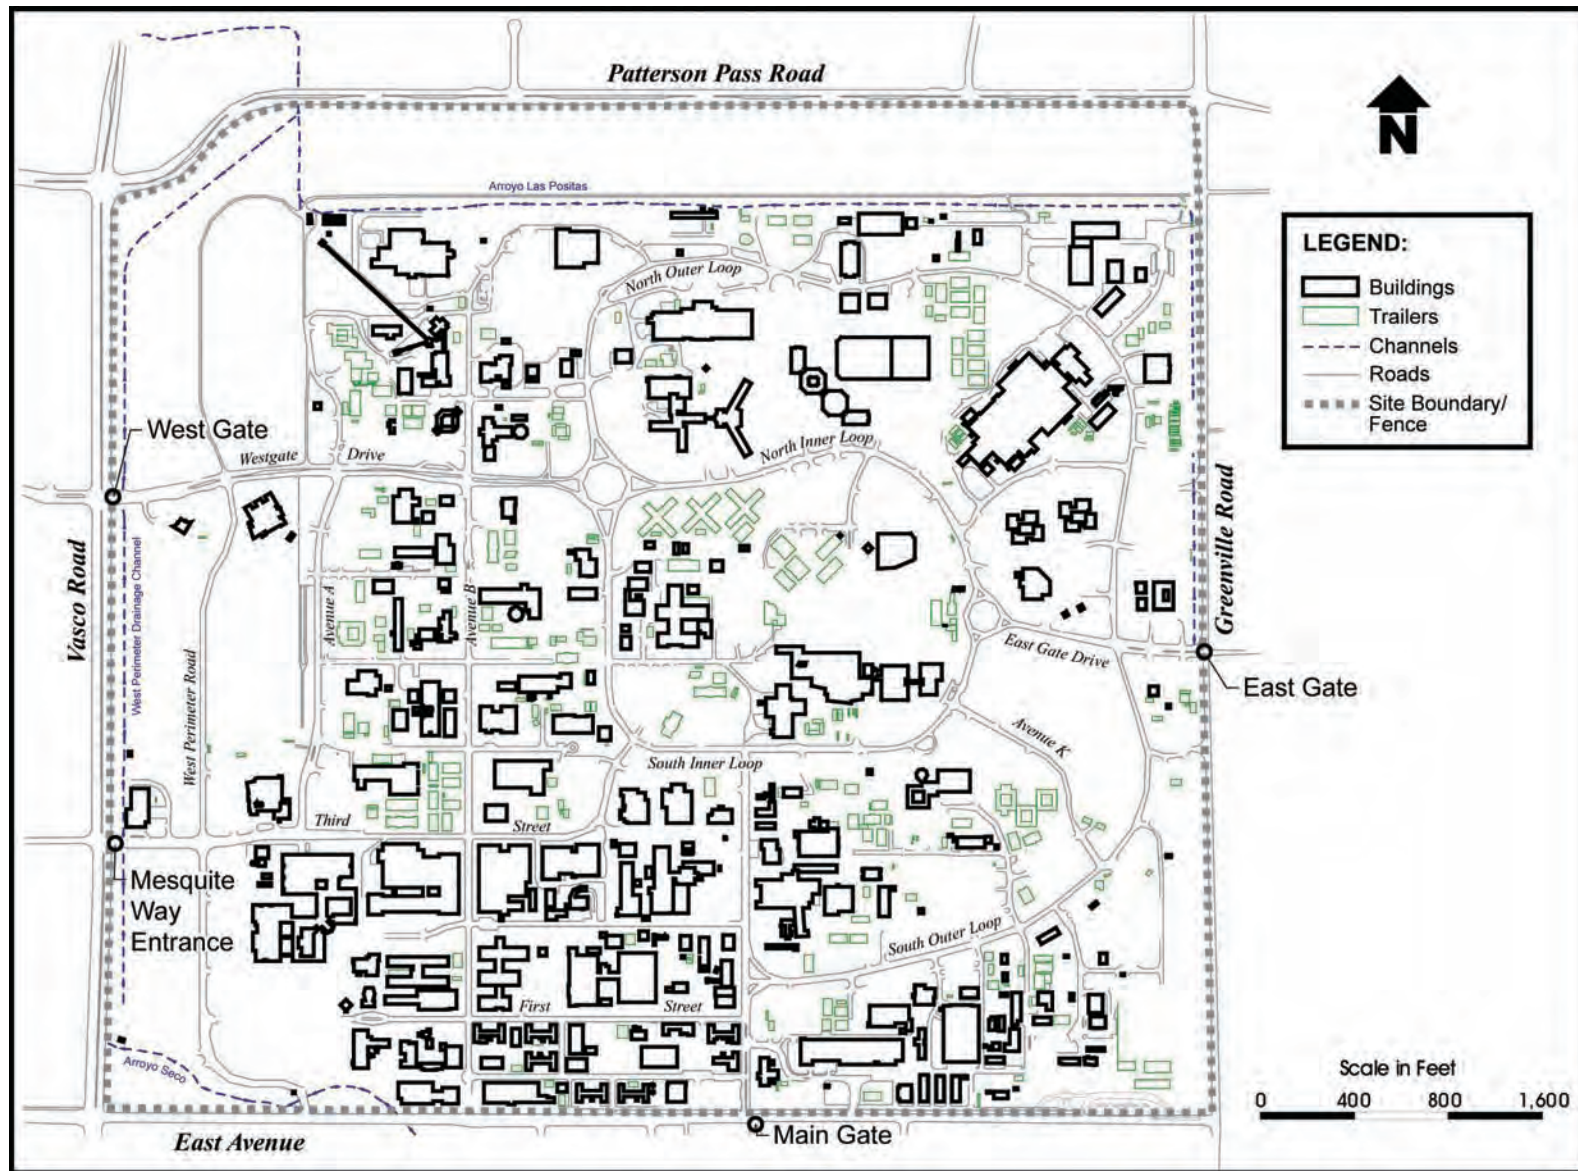 Patterson Pass Road
N
Arroyo Las Positas
LEGEND:
Buildings
Trailers
Channels
Roads
Site Boundary/
Fence
North Outer Loop
West Gate
Westgate Drive
North Inner Loop
Vasco Road
West Perimeter Drainage Channel
West Perimeter Road
Avenue A
Avenue B
Greenville Road
East Gate Drive
East Gate
Avenue K
South Inner Loop
Third Street
Mesquite
Way
Entrance
South Outer Loop
First Street
Arroyo Seco
Scale in Feet
0 400 800 1,600
East Avenue
Main Gate